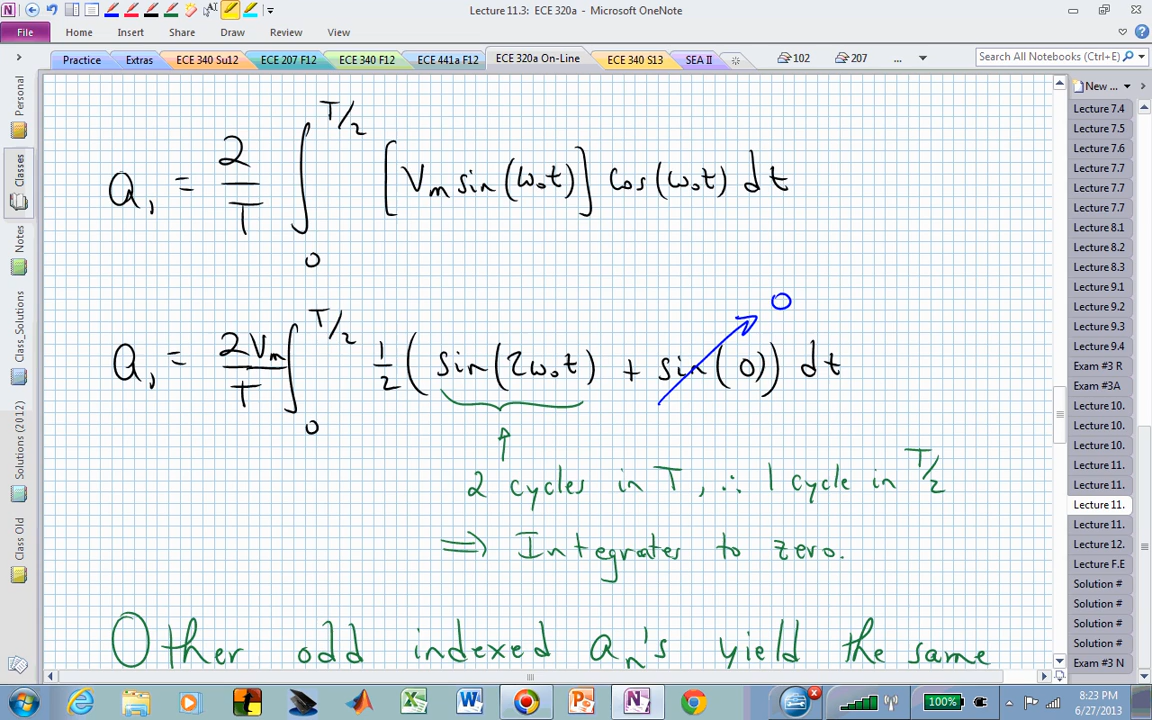 Lecture 11.3: ECE 320a - Microsoft OneNote
File Home Insert Share Draw Review View
Practice Extras ECE 340 Su12 ECE 207 F12 ECE 340 F12 ECE 441a F12 ECE 320a On-Line ECE 340 S13 SEA II 102 207 ... Search All Notebooks (Ctrl+E)
Personal
Classes
Notes
Class_Solutions
Solutions (2012)
Class Old
a₁ = 2/T ∫₀^(T/2) [Vm sin(ω₀t)] cos(ω₀t) dt
0
a₁ = 2Vm/T ∫₀^(T/2) 1/2 (sin(2ω₀t) + sin(0)) dt
2 cycles in T, ∴ 1 cycle in T/2
⇒ Integrates to zero.
Other odd indexed aₙ's yield the same
New ...
Lecture 7.4
Lecture 7.5
Lecture 7.6
Lecture 7.7
Lecture 7.7
Lecture 7.7
Lecture 8.1
Lecture 8.2
Lecture 8.3
Lecture 9.1
Lecture 9.2
Lecture 9.3
Lecture 9.4
Exam #3 R
Exam #3A
Lecture 10.
Lecture 10.
Lecture 10.
Lecture 11.
Lecture 11.
Lecture 11.
Lecture 11.
Lecture 12.
Lecture F.E
Solution #
Solution #
Solution #
Solution #
Exam #3 N
100%
8:23 PM
6/27/2013